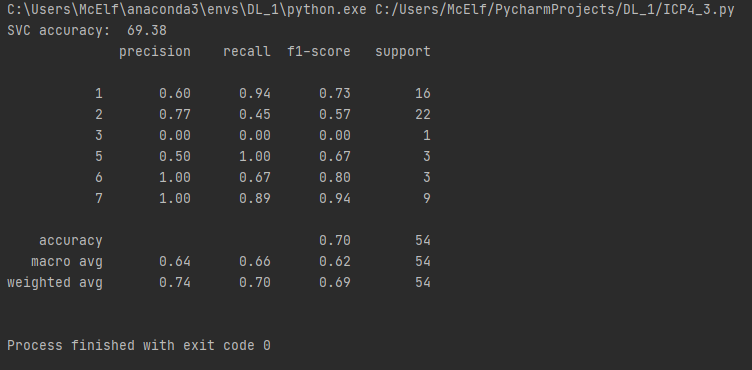 C:\Users\McElf\anaconda3\envs\DL_1\python.exe C:/Users/McElf/PycharmProjects/DL_1/ICP4_3.py
SVC accuracy:  69.38
              precision    recall  f1-score   support

           1       0.60      0.94      0.73        16
           2       0.77      0.45      0.57        22
           3       0.00      0.00      0.00         1
           5       0.50      1.00      0.67         3
           6       1.00      0.67      0.80         3
           7       1.00      0.89      0.94         9

    accuracy                           0.70        54
   macro avg       0.64      0.66      0.62        54
weighted avg       0.74      0.70      0.69        54


Process finished with exit code 0